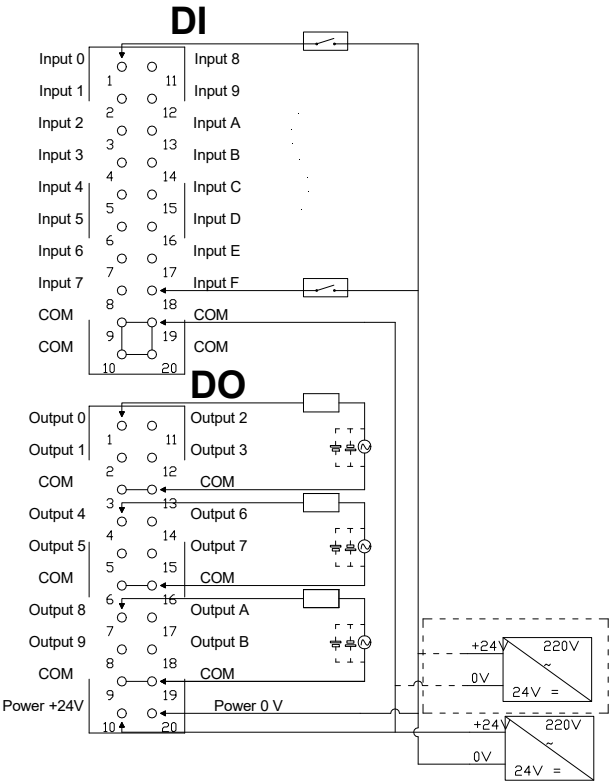 DI
Input 0 Input 8
1 11
Input 1 Input 9
2 12
Input 2 Input A
3 13
Input 3 Input B
4 14
Input 4 Input C
5 15
Input 5 Input D
6 16
Input 6 Input E
7 17
Input 7 Input F
8 18
COM COM
9 19
COM COM
10 20
DO
Output 0 Output 2
1 11
Output 1 Output 3
2 12
COM COM
3 13
Output 4 Output 6
4 14
Output 5 Output 7
5 15
COM COM
6 16
Output 8 Output A
7 17
Output 9 Output B
8 18
COM COM
9 19
Power +24V Power 0 V
10 20
+24V 220V
~
0V
24V =
+24V 220V
~
0V
24V =